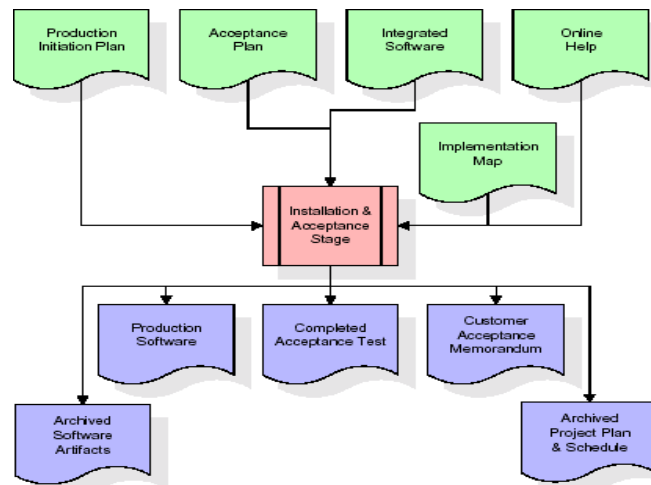 Production
Initiation Plan
Acceptance
Plan
Integrated
Software
Online
Help
Implementation
Map
Installation &
Acceptance
Stage
Production
Software
Completed
Acceptance Test
Customer
Acceptance
Memorandum
Archived
Software
Artifacts
Archived
Project Plan
& Schedule